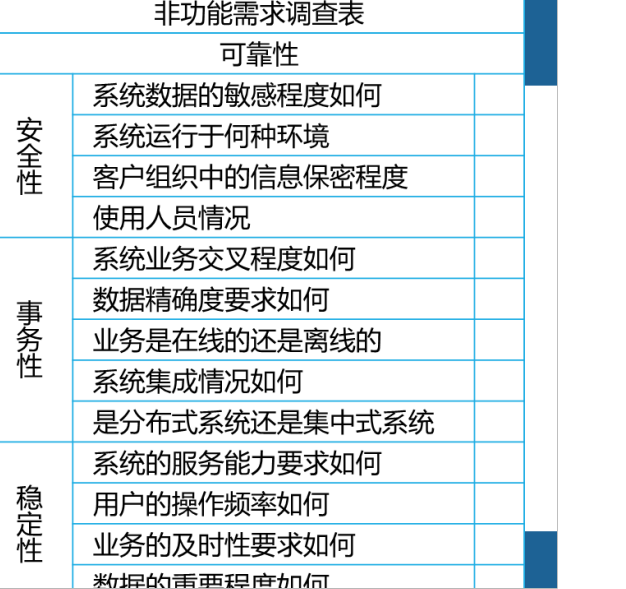 非功能需求调查表
可靠性
安全性
系统数据的敏感程度如何
系统运行于何种环境
客户组织中的信息保密程度
使用人员情况
事务性
系统业务交叉程度如何
数据精确度要求如何
业务是在线的还是离线的
系统集成情况如何
是分布式系统还是集中式系统
稳定性
系统的服务能力要求如何
用户的操作频率如何
业务的及时性要求如何
数据的重要程度如何